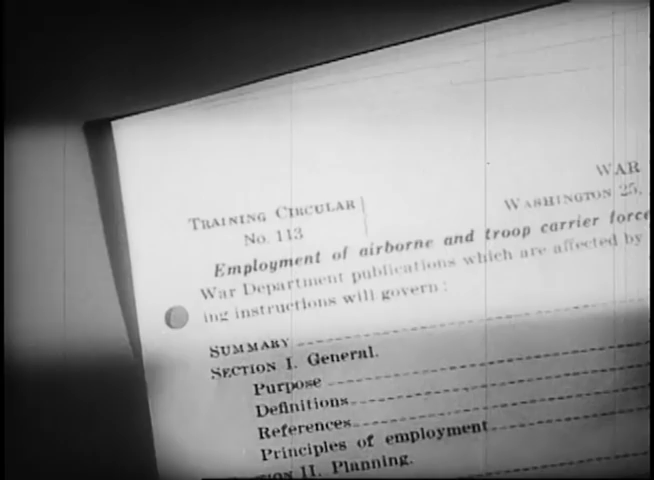 WAR
TRAINING CIRCULAR
No. 113
WASHINGTON 25,
Employment of airborne and troop carrier force
War Department publications which are affected by
ing instructions will govern:
SUMMARY
SECTION I. General.
Purpose
Definitions
References
Principles of employment
ION II. Planning.